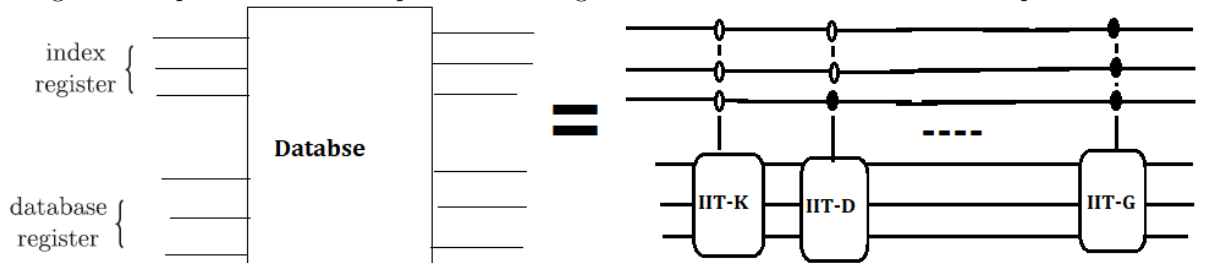 index
register
Databse
database
register
IIT-K
IIT-D
IIT-G